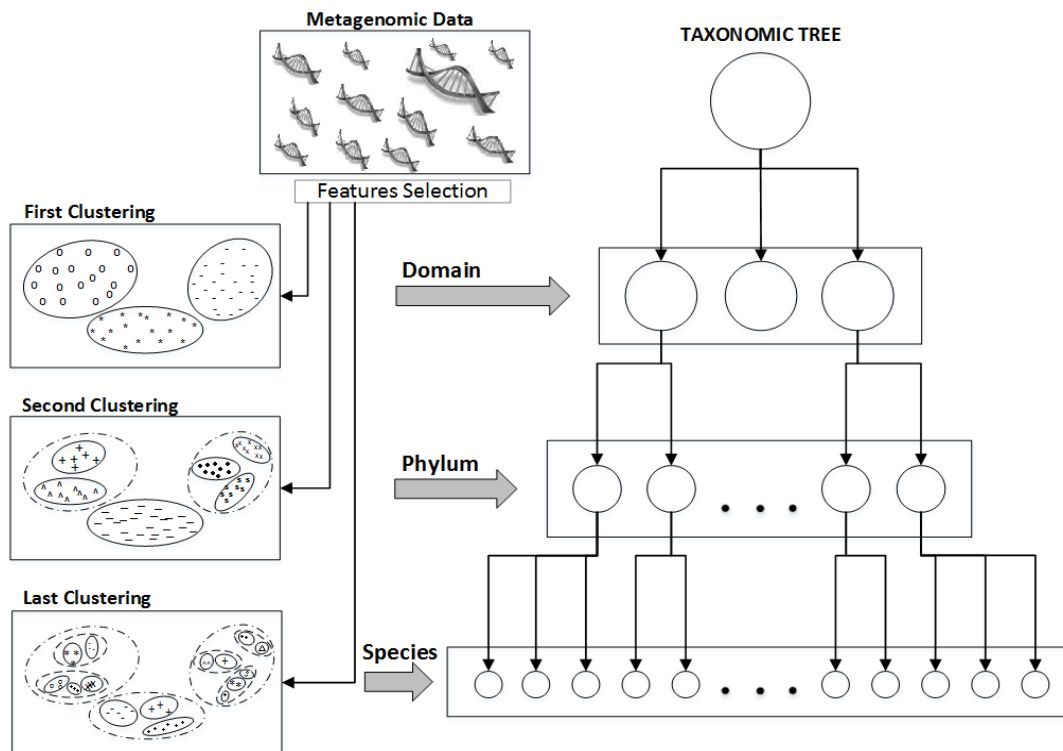 Metagenomic Data
TAXONOMIC TREE
Features Selection
First Clustering
Domain
Second Clustering
Phylum
Last Clustering
Species